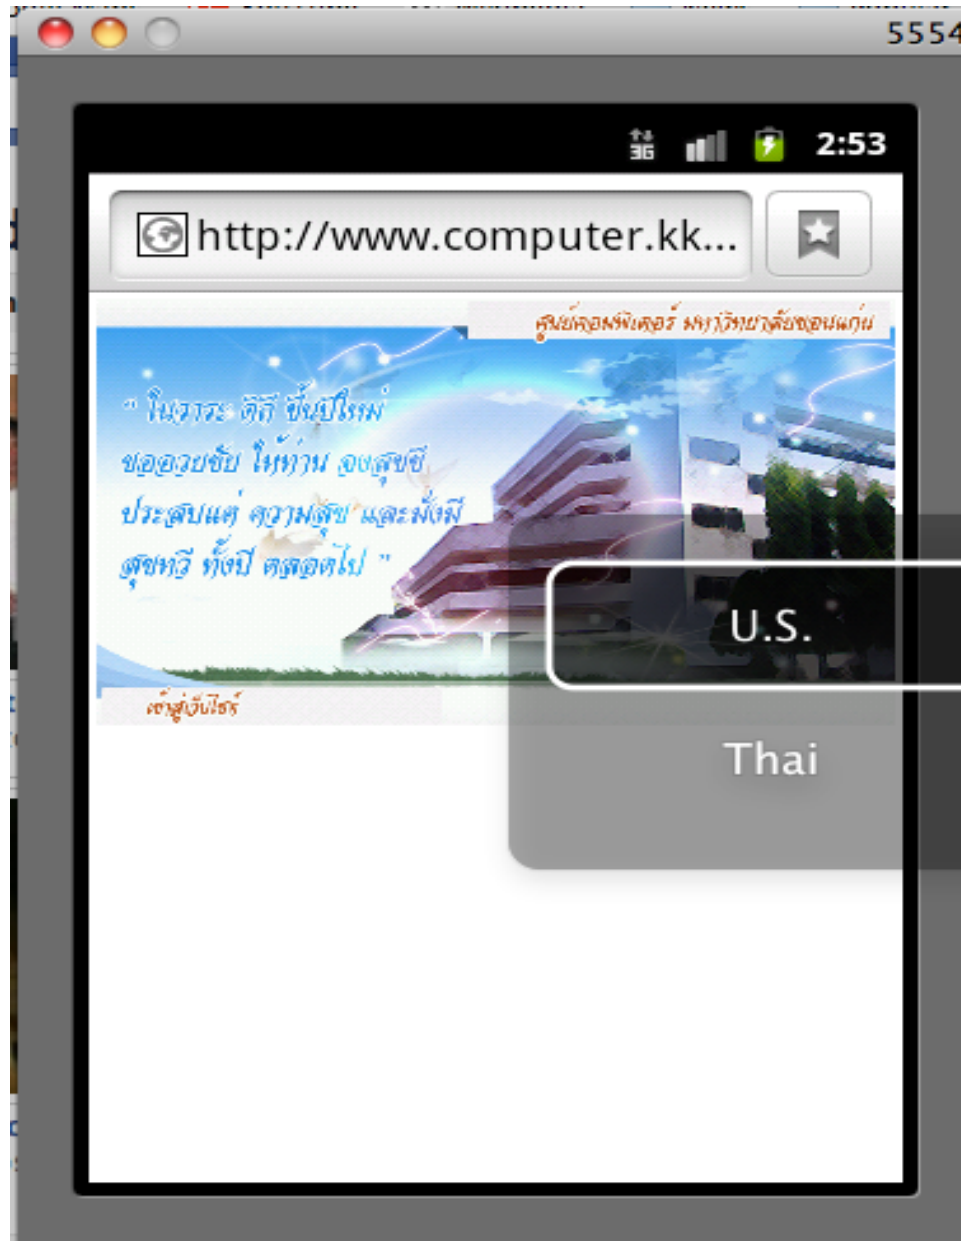 5554
3G
2:53
http://www.computer.kk...
ศูนย์คอมพิวเตอร์ มหาวิทยาลัยขอนแก่น
" ในวาระ ดิถี ขึ้นปีใหม่
ขออวยชัย ให้ท่าน จงสุขขี
ประสบแต่ ความสุข และมั่งมี
สุขทวี ทั้งปี ตลอดไป "
U.S.
เข้าสู่เว็บไซต์
Thai